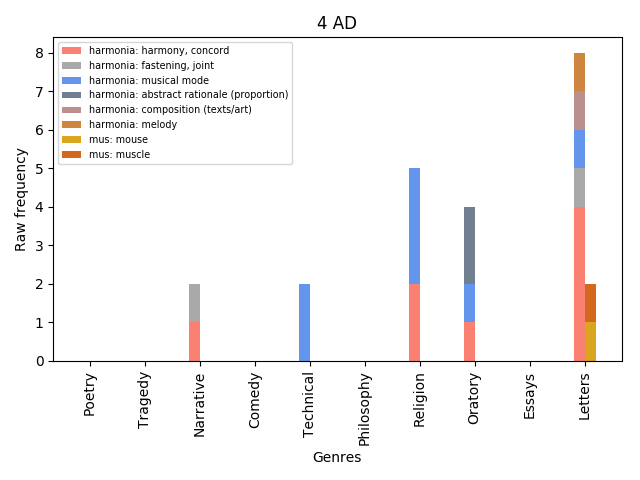 4 AD
harmonia: harmony, concord
harmonia: fastening, joint
harmonia: musical mode
harmonia: abstract rationale (proportion)
harmonia: composition (texts/art)
harmonia: melody
mus: mouse
mus: muscle
Raw frequency
8
7
6
5
4
3
2
1
0
Poetry
Tragedy
Narrative
Comedy
Technical
Philosophy
Religion
Oratory
Essays
Letters
Genres